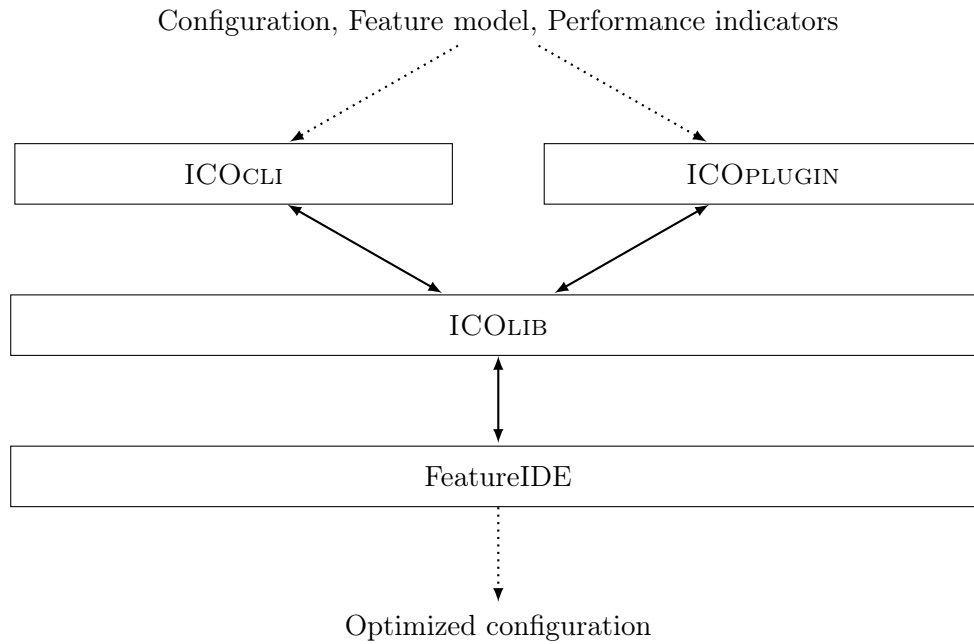 Configuration, Feature model, Performance indicators
ICOCLI
ICOPLUGIN
ICOLIB
FeatureIDE
Optimized configuration